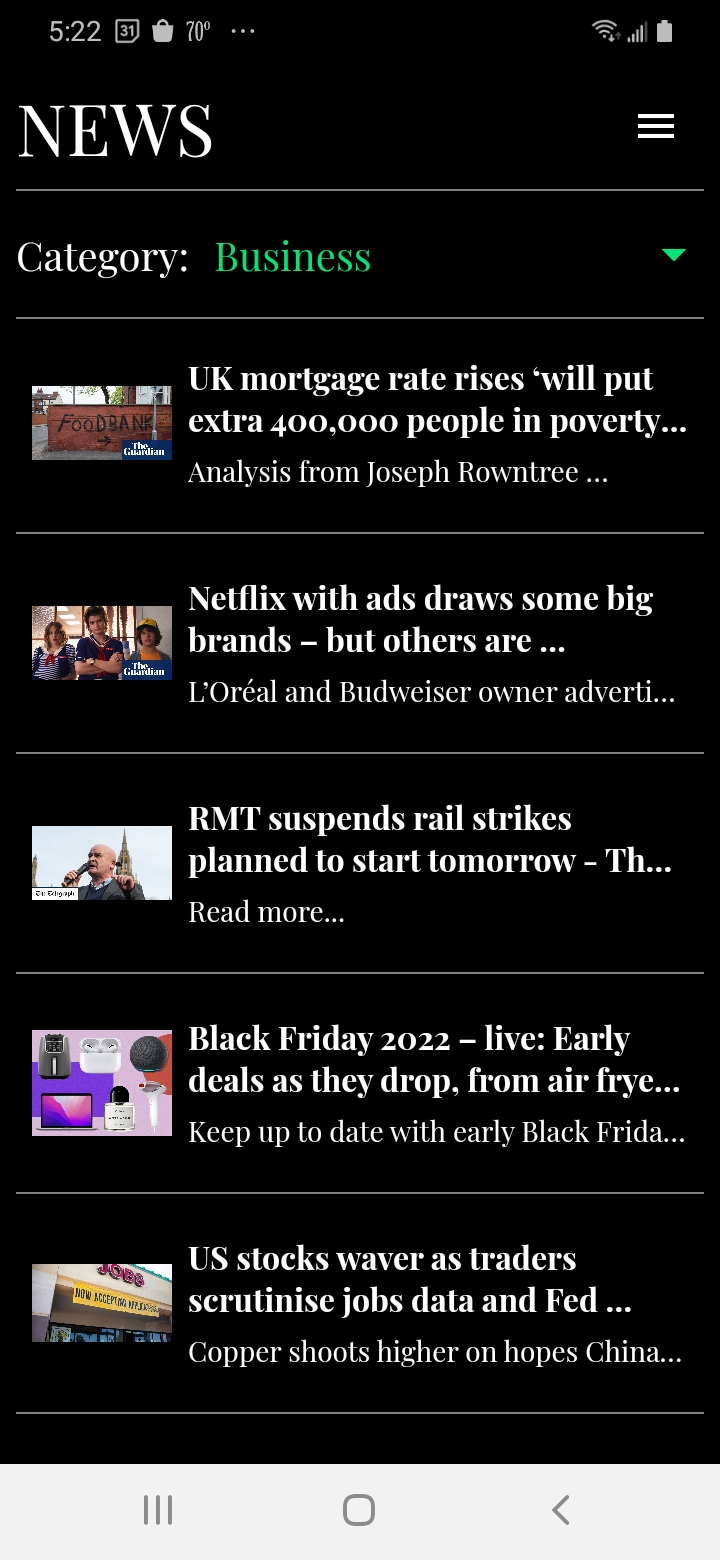 5:22 31 70° ...
NEWS
Category: Business
UK mortgage rate rises ‘will put
extra 400,000 people in poverty...
Analysis from Joseph Rowntree ...
FOODBANK
The
Guardian
Netflix with ads draws some big
brands – but others are ...
L’Oréal and Budweiser owner adverti...
The
Guardian
RMT suspends rail strikes
planned to start tomorrow - Th...
Read more...
The Telegraph
Black Friday 2022 – live: Early
deals as they drop, from air frye...
Keep up to date with early Black Frida...
US stocks waver as traders
scrutinise jobs data and Fed ...
Copper shoots higher on hopes China...
JOBS
NOW ACCEPTING APPLICATIONS